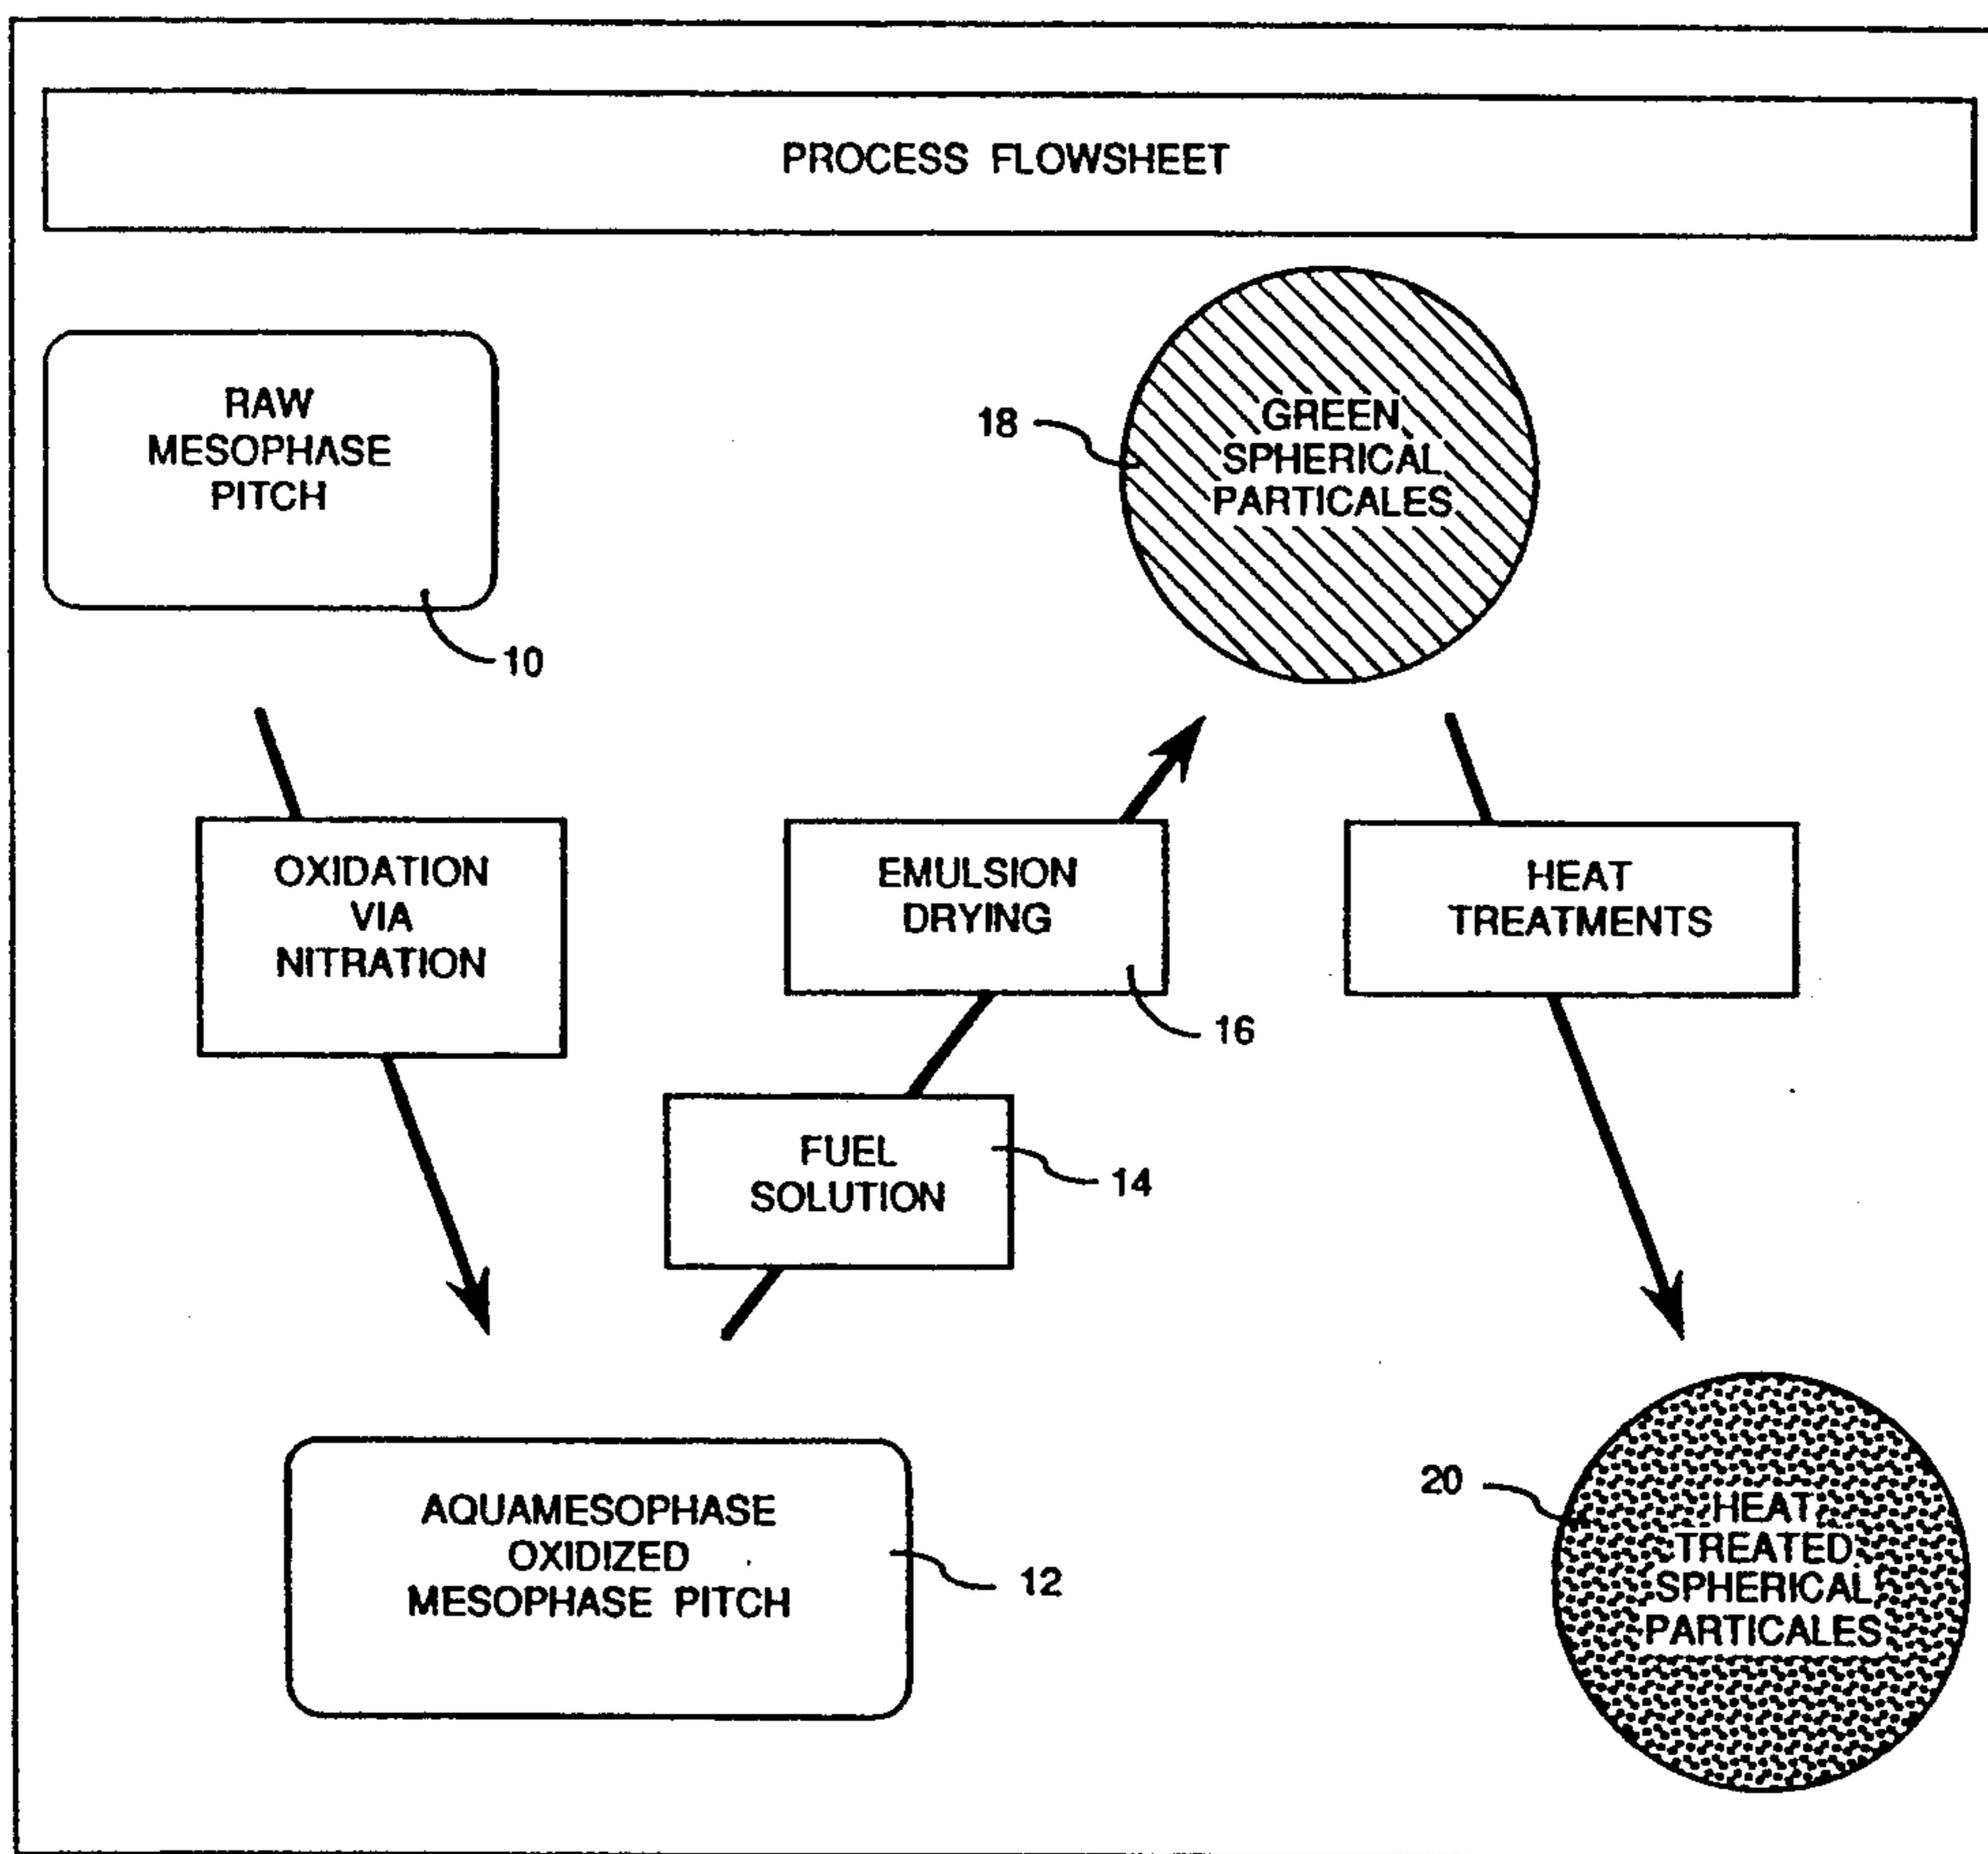 PROCESS FLOWSHEET
RAW
MESOPHASE
PITCH
10
18
GREEN
SPHERICAL
PARTICALES
OXIDATION
VIA
NITRATION
EMULSION
DRYING
16
HEAT
TREATMENTS
FUEL
SOLUTION
14
AQUAMESOPHASE
OXIDIZED
MESOPHASE PITCH
12
20
HEAT
TREATED
SPHERICAL
PARTICALES